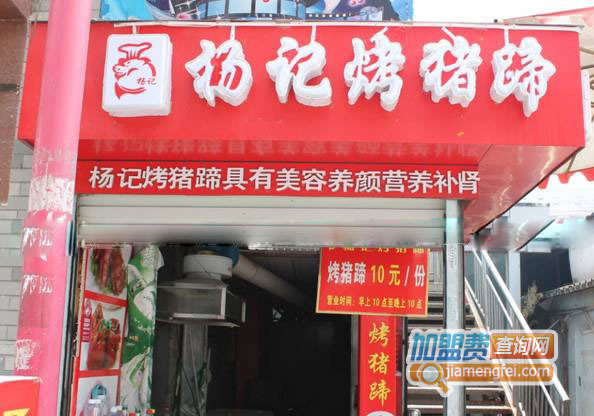 杨记
杨记烤猪蹄
杨记烤猪蹄具有美容养颜营养补肾
烤猪蹄 10元/份
营业时间：早上10点至晚上10点
烤猪蹄
加盟费查询网
jiamengfei.com